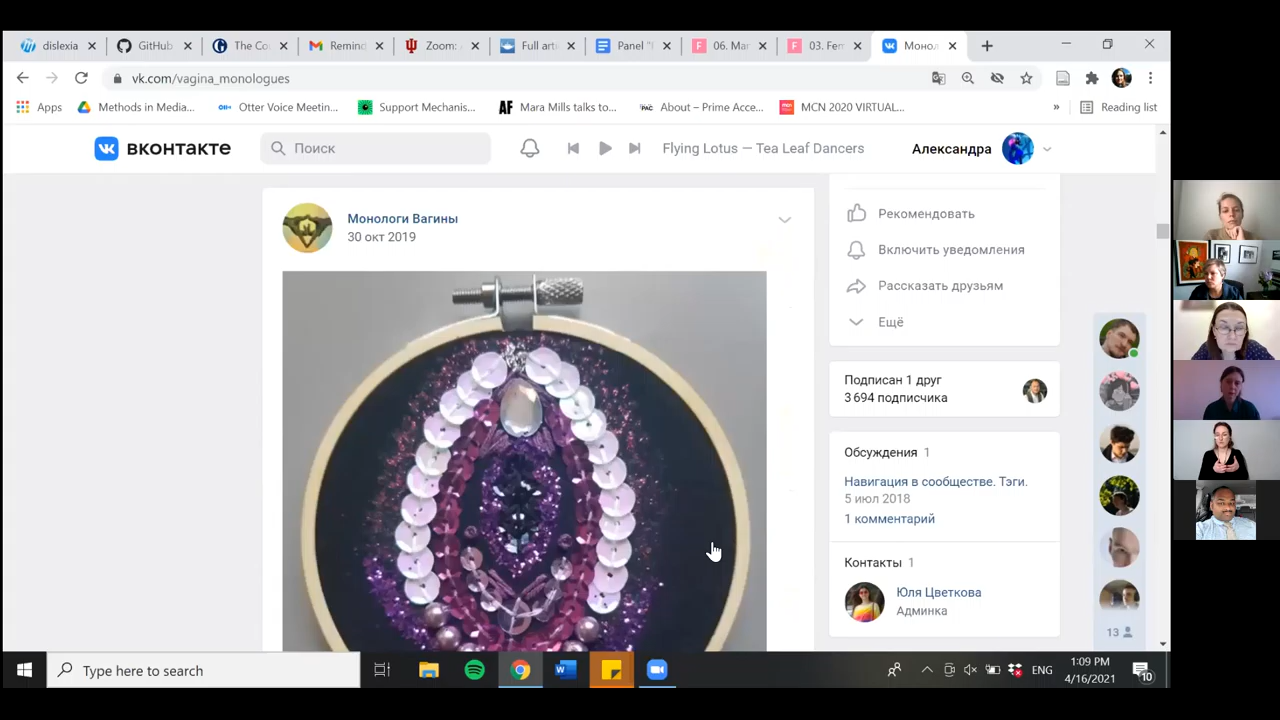 dislexia
GitHub
The Co
Remind
Zoom:
Full arti
Panel "
06. Mar
03. Fem
Монол
vk.com/vagina_monologues
Apps
Methods in Media...
Otter Voice Meetin...
Support Mechanis...
AF
Mara Mills talks to...
PAC
About – Prime Acce...
MCN
MCN 2020 VIRTUAL...
»
Reading list
вконтакте
Поиск
Flying Lotus — Tea Leaf Dancers
Александра
Монологи Вагины
30 окт 2019
Рекомендовать
Включить уведомления
Рассказать друзьям
Ещё
Подписан 1 друг
3 694 подписчика
Обсуждения 1
Навигация в сообществе. Тэги.
5 июл 2018
1 комментарий
Контакты 1
Юля Цветкова
Админка
13
Type here to search
ENG
1:09 PM
4/16/2021
10